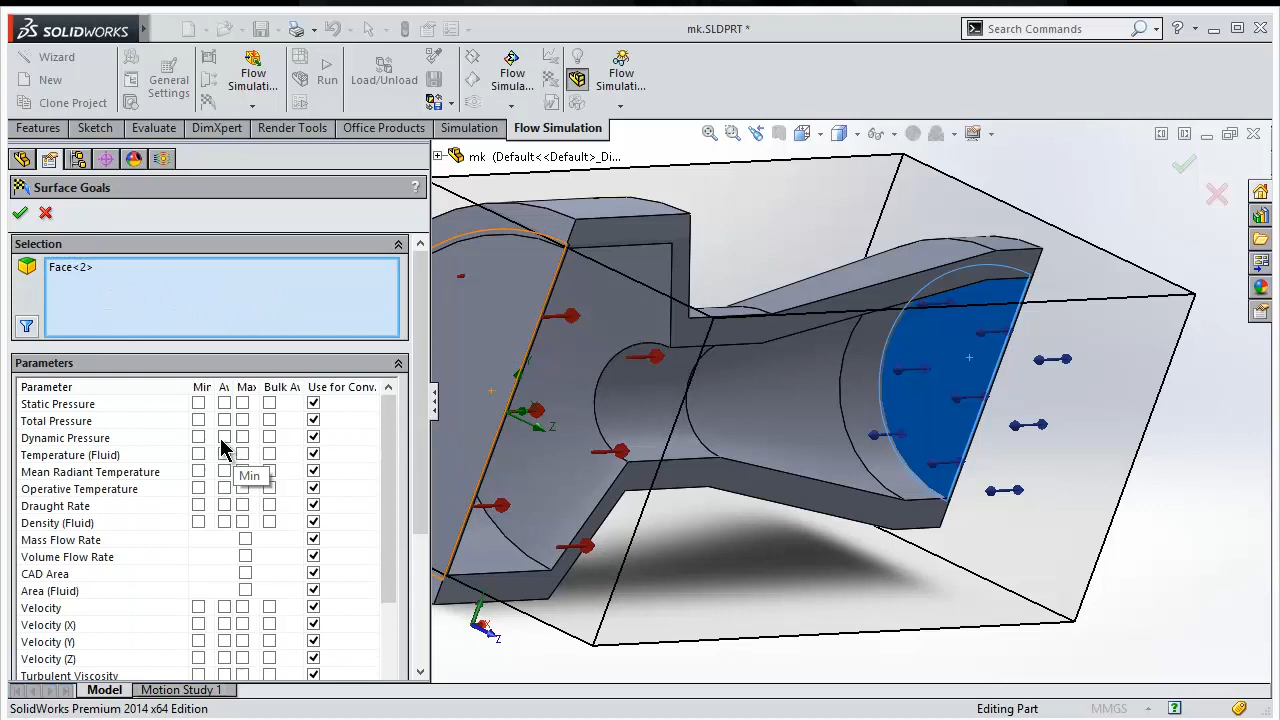 SOLIDWORKS
mk.SLDPRT *
Search Commands
?
Wizard
New
Clone Project
General
Settings
Flow
Simulati...
Run
Load/Unload
Flow
Simula...
Flow
Simulati...
Features
Sketch
Evaluate
DimXpert
Render Tools
Office Products
Simulation
Flow Simulation
mk (Default<<Default>_Di...
Surface Goals
?
Selection
Face<2>
Parameters
Parameter Min Av Max Bulk Av Use for Conv.
Static Pressure
Total Pressure
Dynamic Pressure
Temperature (Fluid)
Min
Mean Radiant Temperature
Operative Temperature
Draught Rate
Density (Fluid)
Mass Flow Rate
Volume Flow Rate
CAD Area
Area (Fluid)
Velocity
Velocity (X)
Velocity (Y)
Velocity (Z)
Turbulent Viscosity
Z
Z
Model
Motion Study 1
SolidWorks Premium 2014 x64 Edition
Editing Part
MMGS
?